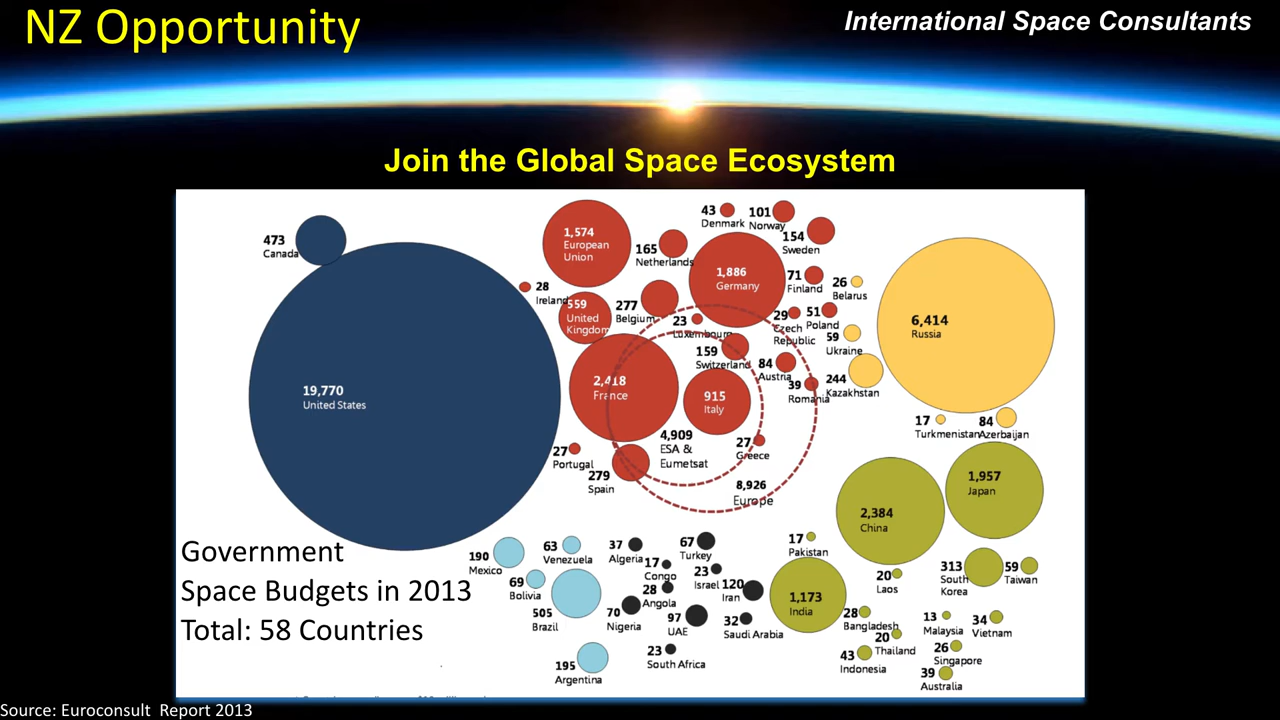 NZ Opportunity
International Space Consultants
Join the Global Space Ecosystem
473
Canada
19,770
United States
1,574
European
Union
28
Ireland
559
United
Kingdom
165
Netherlands
277
Belgium
43
Denmark
101
Norway
154
Sweden
1,886
Germany
71
Finland
26
Belarus
23
Luxembourg
29
Czech
Republic
51
Poland
59
Ukraine
159
Switzerland
84
Austria
39
Romania
244
Kazakhstan
6,414
Russia
2,418
France
915
Italy
4,909
ESA &
Eumetsat
27
Greece
8,926
Europe
27
Portugal
279
Spain
17
Turkmenistan
84
Azerbaijan
2,384
China
1,957
Japan
Government
Space Budgets in 2013
Total: 58 Countries
190
Mexico
63
Venezuela
69
Bolivia
505
Brazil
195
Argentina
37
Algeria
17
Congo
67
Turkey
23
Israel
28
Angola
120
Iran
70
Nigeria
97
UAE
32
Saudi Arabia
23
South Africa
17
Pakistan
1,173
India
20
Laos
313
South
Korea
59
Taiwan
28
Bangladesh
20
Thailand
43
Indonesia
13
Malaysia
34
Vietnam
26
Singapore
39
Australia
Source: Euroconsult Report 2013